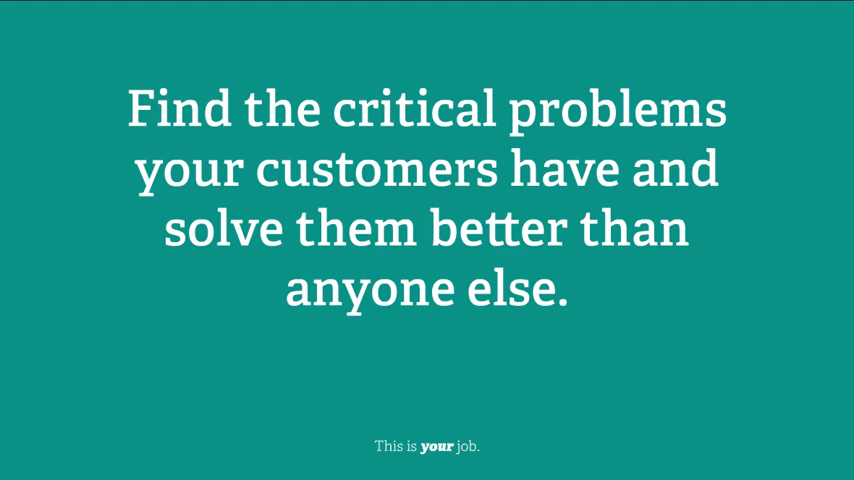 Find the critical problems
your customers have and
solve them better than
anyone else.
This is your job.